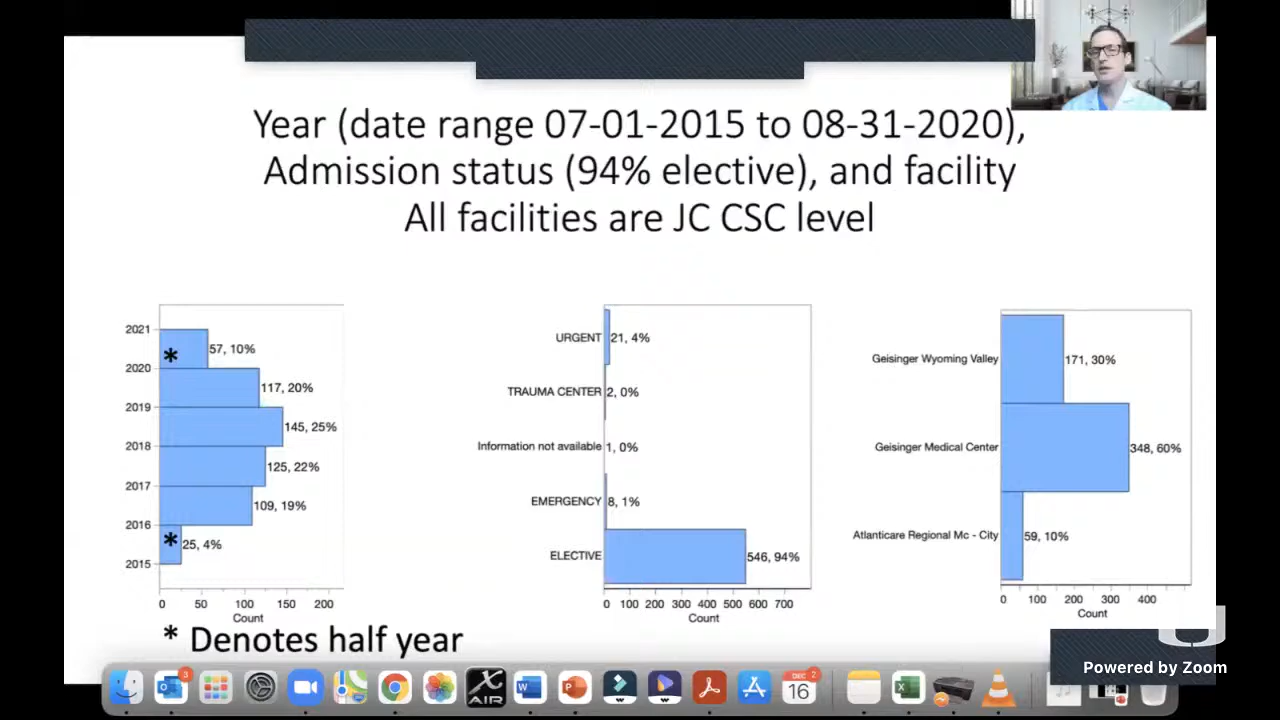 Year (date range 07-01-2015 to 08-31-2020),
Admission status (94% elective), and facility
All facilities are JC CSC level
2021
57, 10%
*
2020
117, 20%
2019
145, 25%
2018
125, 22%
2017
109, 19%
2016
*
25, 4%
2015
0 50 100 150 200
Count
* Denotes half year
URGENT 21, 4%
TRAUMA CENTER 2, 0%
Information not available 1, 0%
EMERGENCY 8, 1%
ELECTIVE 546, 94%
0 100 200 300 400 500 600 700
Count
Geisinger Wyoming Valley 171, 30%
Geisinger Medical Center 348, 60%
Atlanticare Regional Mc - City 59, 10%
0 100 200 300 400
Count
U
Powered by Zoom
3
X
AIR
W
P
A
DEC
16
2
X